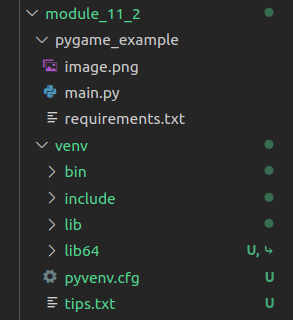 module_11_2
pygame_example
image.png
main.py
requirements.txt
venv
bin
include
lib
lib64 U,
pyvenv.cfg U
tips.txt U